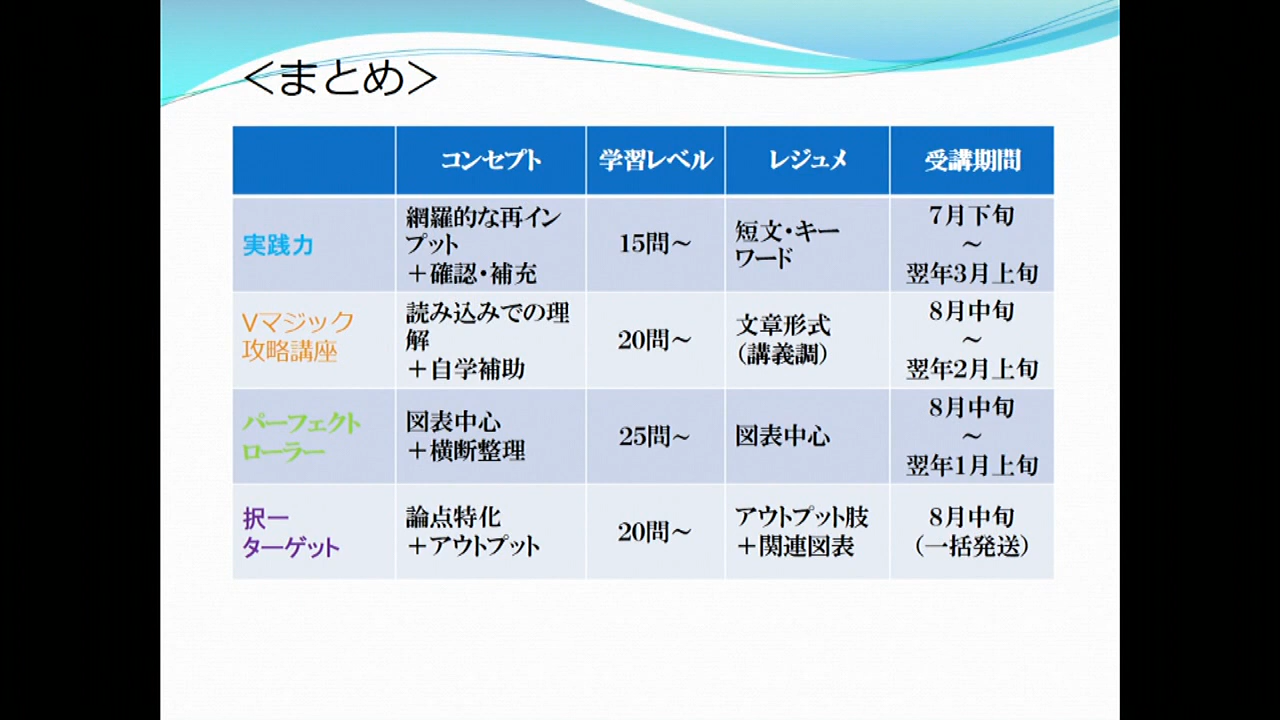 ＜まとめ＞
コンセプト 学習レベル レジュメ 受講期間
実践力
網羅的な再イン
プット
＋確認・補充
15問～
短文・キー
ワード
7月下旬
～
翌年3月上旬
Vマジック
攻略講座
読み込みでの理
解
＋自学補助
20問～
文章形式
（講義調）
8月中旬
～
翌年2月上旬
パーフェクト
ローラー
図表中心
＋横断整理
25問～
図表中心
8月中旬
～
翌年1月上旬
択一
ターゲット
論点特化
＋アウトプット
20問～
アウトプット肢
＋関連図表
8月中旬
（一括発送）